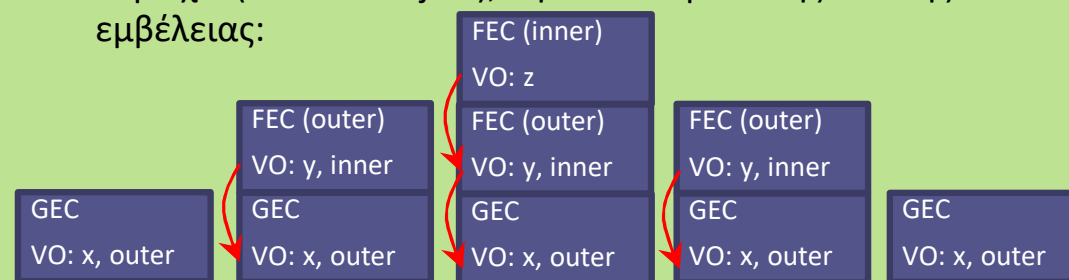 εμβέλειας:
FEC (inner)
VO: z
FEC (outer)
VO: y, inner
FEC (outer)
VO: y, inner
FEC (outer)
VO: y, inner
GEC
VO: x, outer
GEC
VO: x, outer
GEC
VO: x, outer
GEC
VO: x, outer
GEC
VO: x, outer